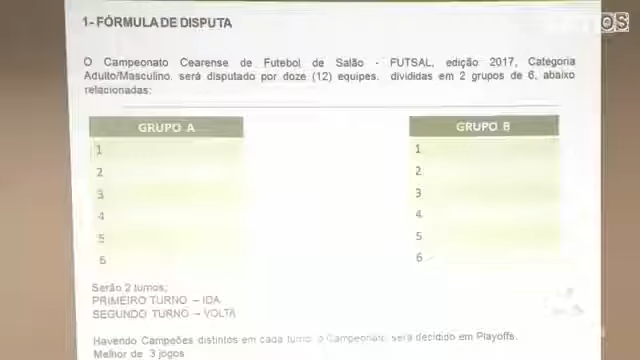 1- FÓRMULA DE DISPUTA
O Campeonato Cearense de Futebol de Salão - FUTSAL, edição 2017, Categoria
Adulto/Masculino, será disputado por doze (12) equipes, divididas em 2 grupos de 6, abaixo
relacionadas:
GRUPO A
1
2
3
4
5
6
GRUPO B
1
2
3
4
5
6
Serão 2 turnos;
PRIMEIRO TURNO – IDA
SEGUNDO TURNO – VOLTA
Havendo Campeões distintos em cada turno o Campeonato será decidido em Playoffs.
Melhor de 3 jogos